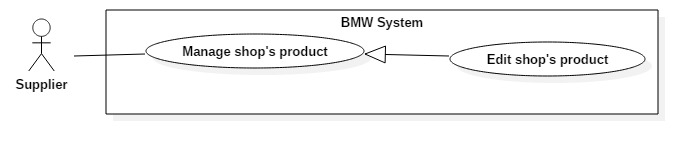 BMW System
Manage shop's product
Edit shop's product
Supplier